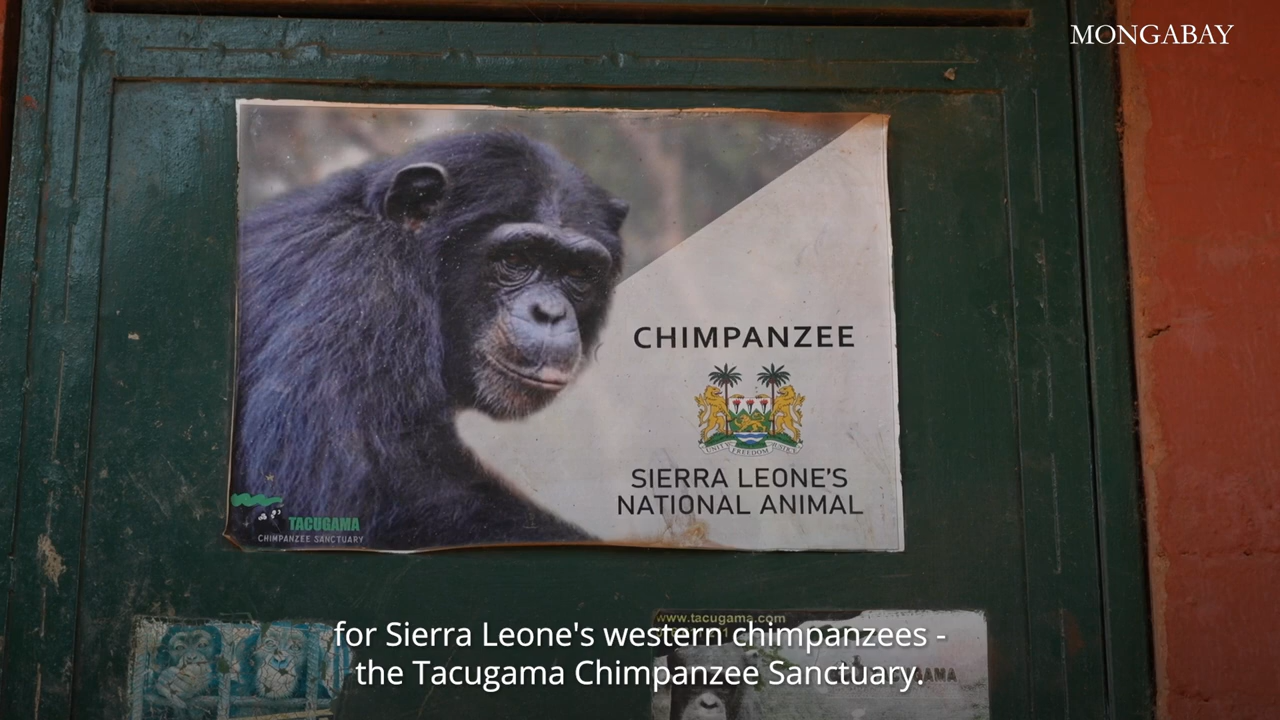 MONGABAY
CHIMPANZEE
UNITY FREEDOM JUSTICE
SIERRA LEONE'S
NATIONAL ANIMAL
TACUGAMA
CHIMPANZEE SANCTUARY
www.tacugama.com
for Sierra Leone's western chimpanzees -
the Tacugama Chimpanzee Sanctuary.